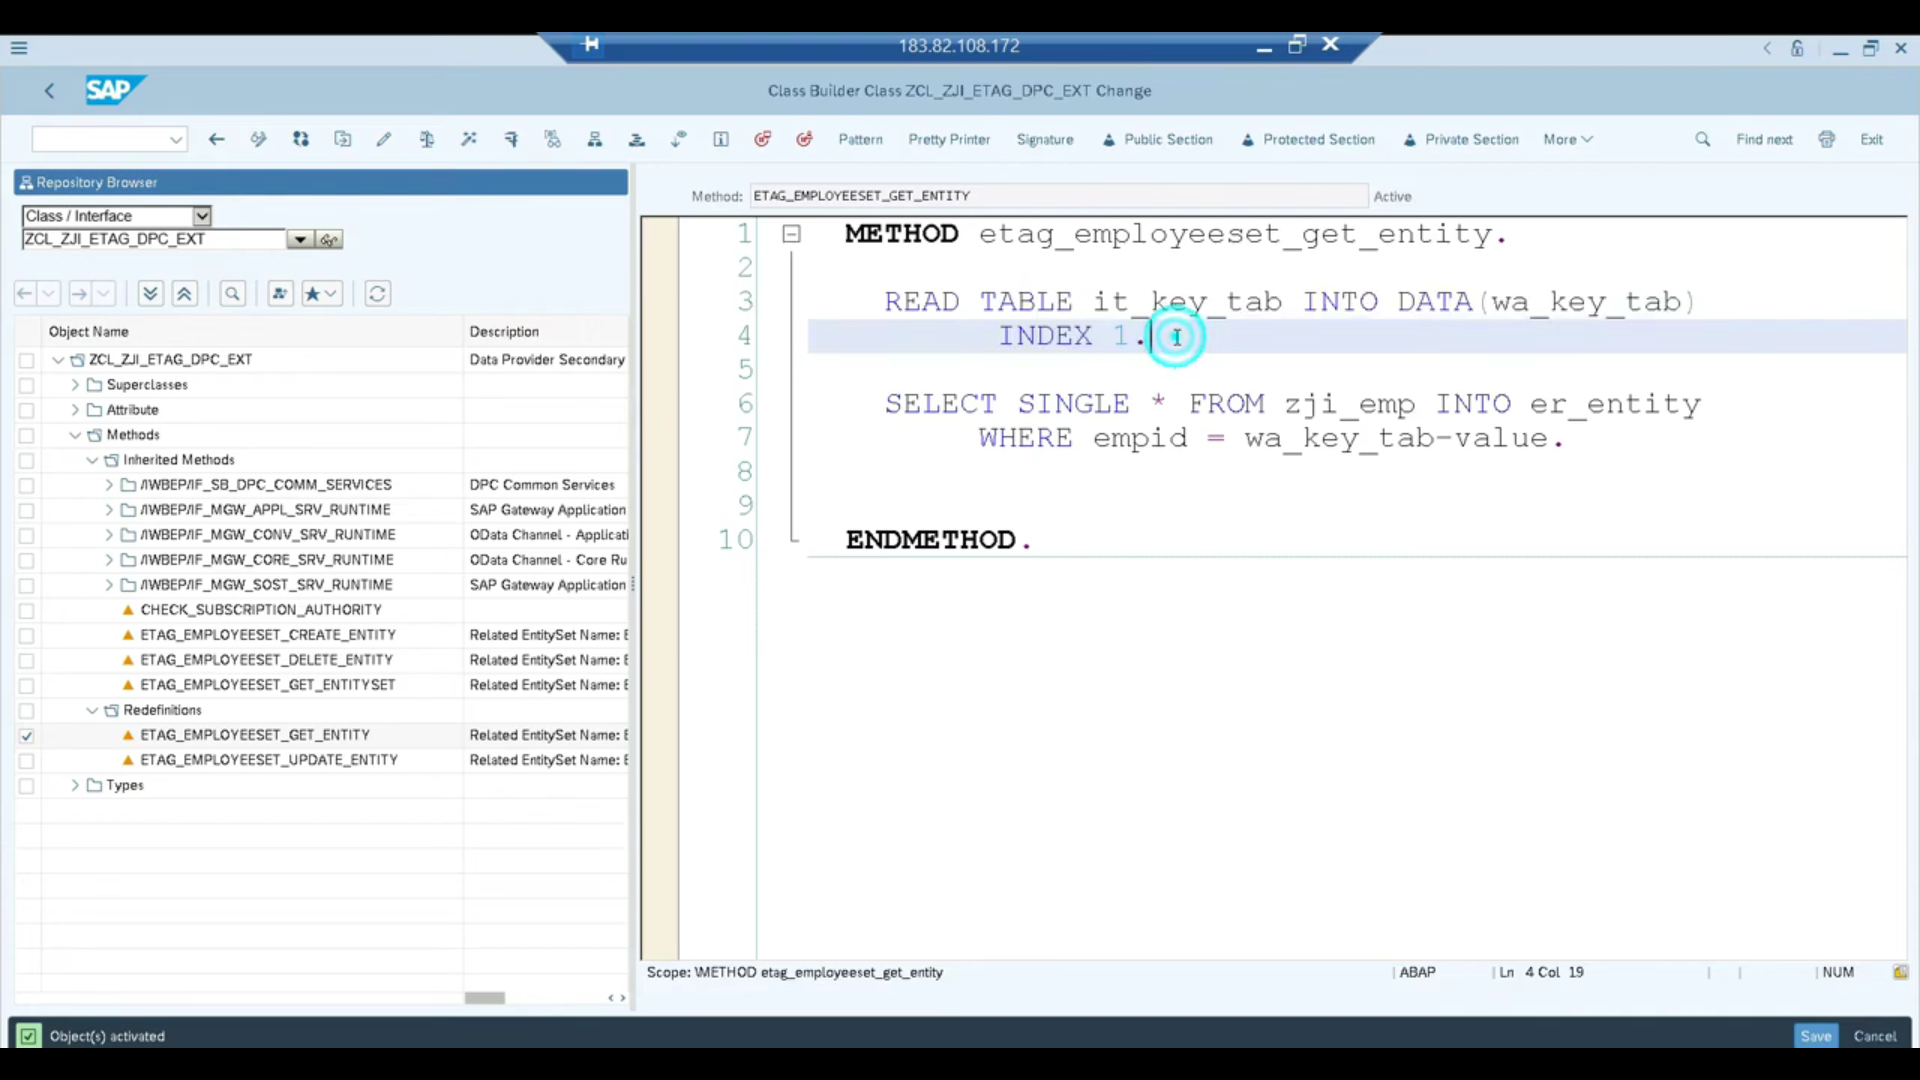 183.82.108.172
SAP
Class Builder Class ZCL_ZJI_ETAG_DPC_EXT Change
Pattern
Pretty Printer
Signature
Public Section
Protected Section
Private Section
More
Find next
Exit
Repository Browser
Class / Interface
ZCL_ZJI_ETAG_DPC_EXT
Object Name Description
ZCL_ZJI_ETAG_DPC_EXT Data Provider Secondary
Superclasses
Attribute
Methods
Inherited Methods
/IWBEP/IF_SB_DPC_COMM_SERVICES DPC Common Services
/IWBEP/IF_MGW_APPL_SRV_RUNTIME SAP Gateway Application
/IWBEP/IF_MGW_CONV_SRV_RUNTIME OData Channel - Applicati
/IWBEP/IF_MGW_CORE_SRV_RUNTIME OData Channel - Core Ru
/IWBEP/IF_MGW_SOST_SRV_RUNTIME SAP Gateway Application
CHECK_SUBSCRIPTION_AUTHORITY
ETAG_EMPLOYEESET_CREATE_ENTITY Related EntitySet Name: E
ETAG_EMPLOYEESET_DELETE_ENTITY Related EntitySet Name: E
ETAG_EMPLOYEESET_GET_ENTITYSET Related EntitySet Name: E
Redefinitions
ETAG_EMPLOYEESET_GET_ENTITY Related EntitySet Name: E
ETAG_EMPLOYEESET_UPDATE_ENTITY Related EntitySet Name: E
Types
Method: ETAG_EMPLOYEESET_GET_ENTITY Active
1 METHOD etag_employeeset_get_entity.
2
3 READ TABLE it_key_tab INTO DATA(wa_key_tab)
4 INDEX 1.
5
6 SELECT SINGLE * FROM zji_emp INTO er_entity
7 WHERE empid = wa_key_tab-value.
8
9
10 ENDMETHOD.
Scope: \METHOD etag_employeeset_get_entity ABAP Ln 4 Col 19 NUM
Object(s) activated
Save
Cancel